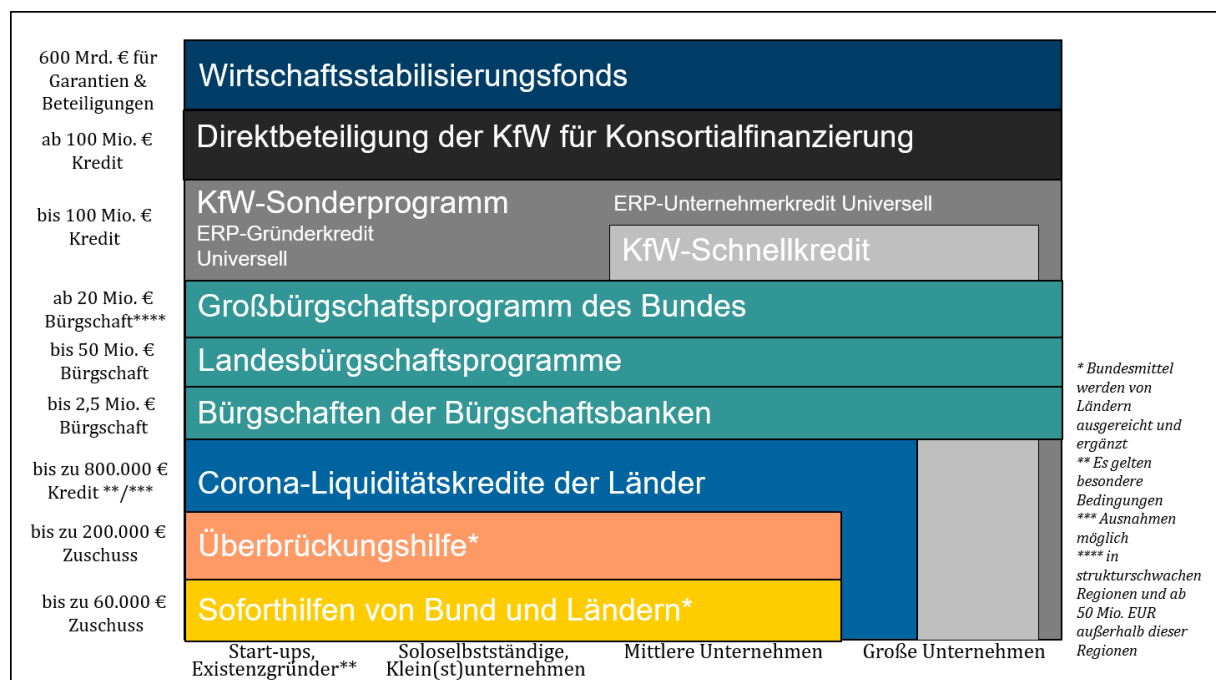 600 Mrd. € für
Garantien &
Beteiligungen
Wirtschaftsstabilisierungsfonds
ab 100 Mio. €
Kredit
Direktbeteiligung der KfW für Konsortialfinanzierung
bis 100 Mio. €
Kredit
KfW-Sonderprogramm
ERP-Gründerkredit
Universell
ERP-Unternehmerkredit Universell
KfW-Schnellkredit
ab 20 Mio. €
Bürgschaft****
Großbürgschaftsprogramm des Bundes
bis 50 Mio. €
Bürgschaft
Landesbürgschaftsprogramme
bis 2,5 Mio. €
Bürgschaft
Bürgschaften der Bürgschaftsbanken
bis zu 800.000 €
Kredit **/***
Corona-Liquiditätskredite der Länder
bis zu 200.000 €
Zuschuss
Überbrückungshilfe*
bis zu 60.000 €
Zuschuss
Soforthilfen von Bund und Ländern*
Start-ups,
Existenzgründer**
Soloselbstständige,
Klein(st)unternehmen
Mittlere Unternehmen
Große Unternehmen
* Bundesmittel
werden von
Ländern
ausgereicht und
ergänzt
** Es gelten
besondere
Bedingungen
*** Ausnahmen
möglich
**** in
strukturschwachen
Regionen und ab
50 Mio. EUR
außerhalb dieser
Regionen